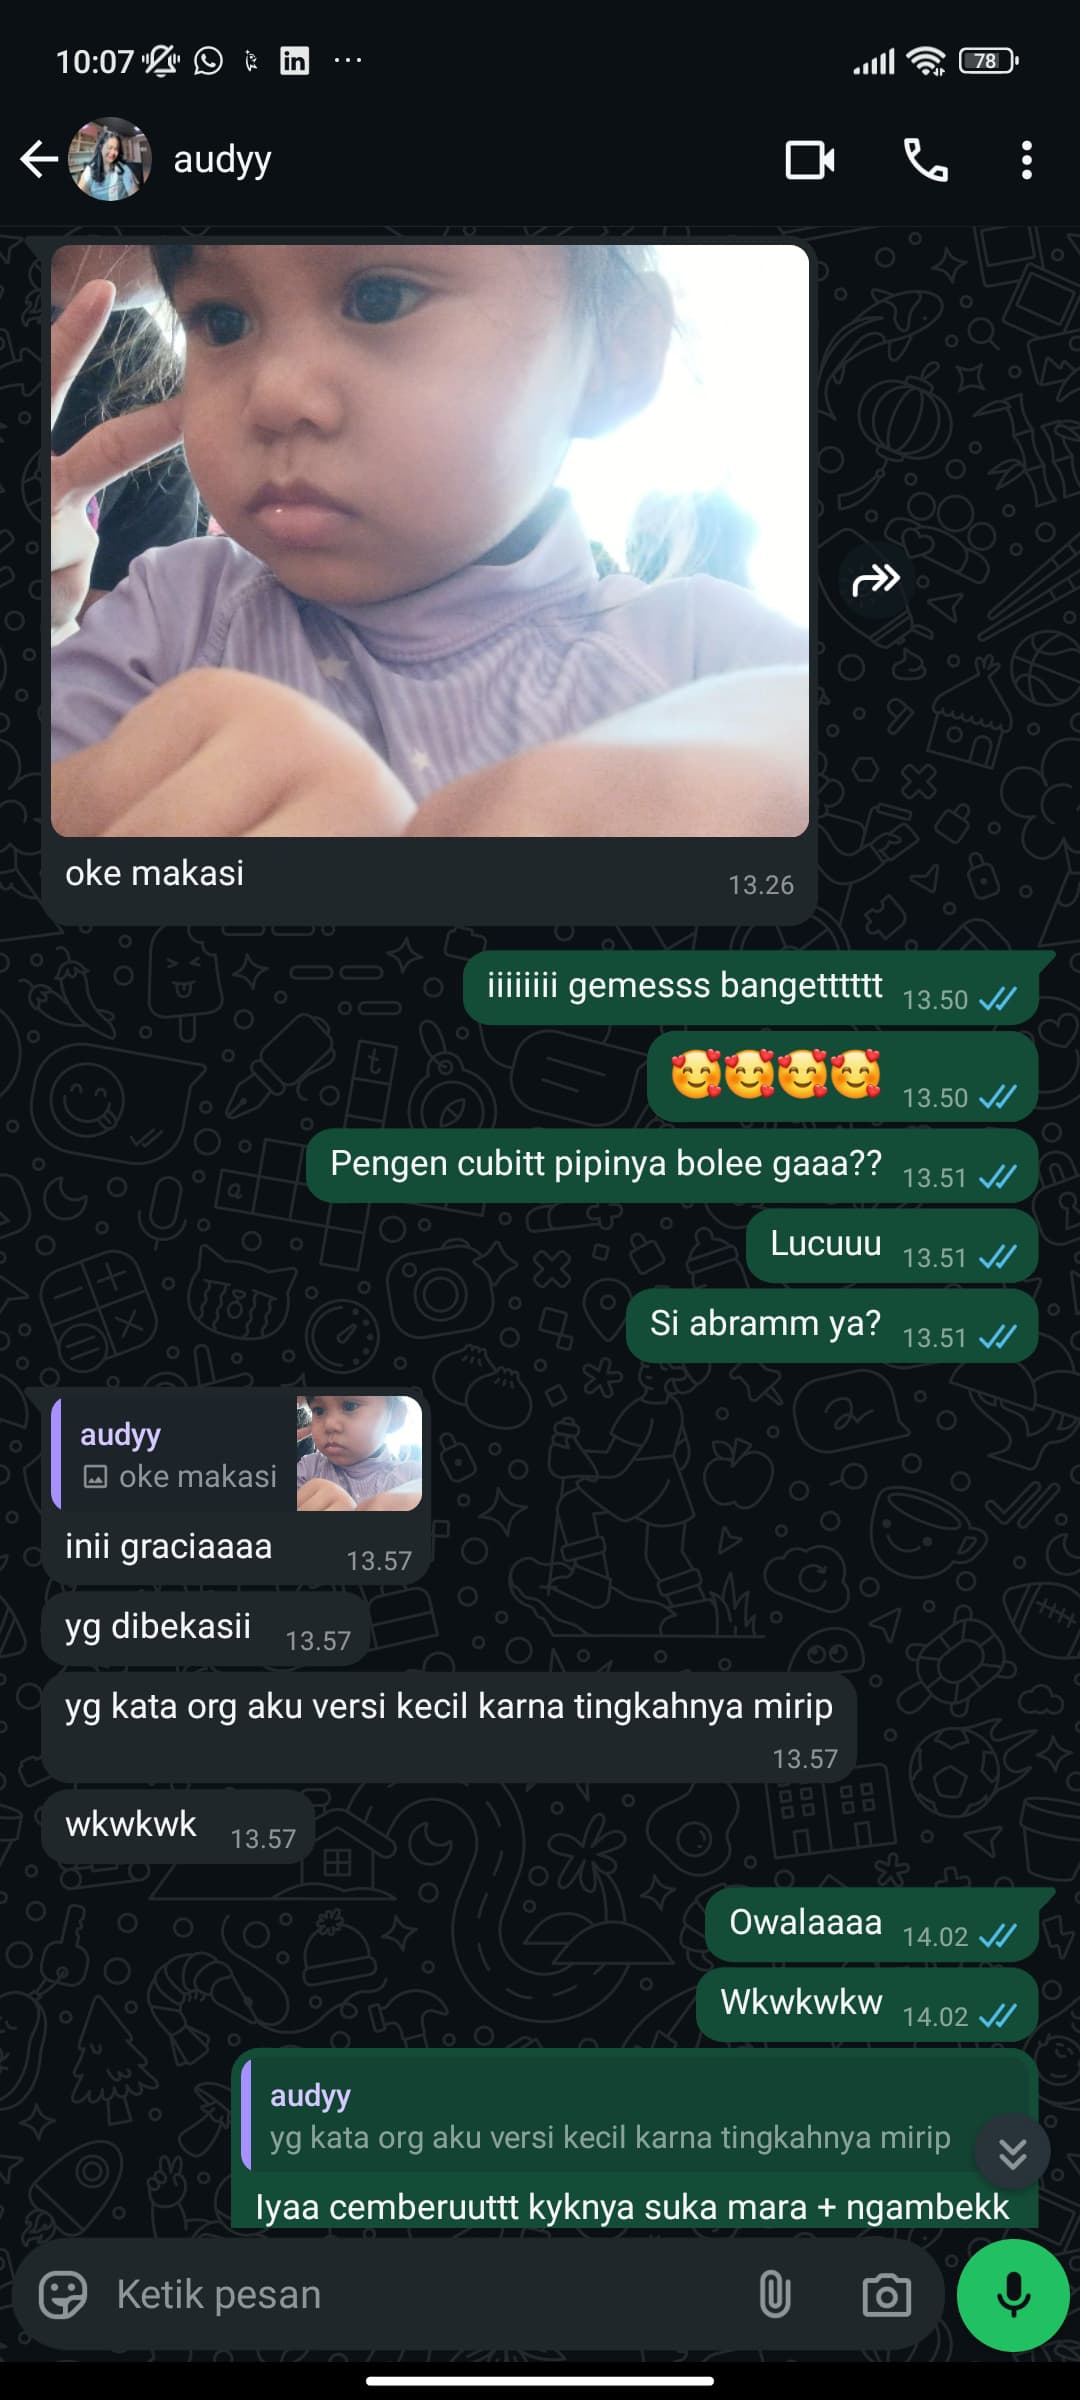 10:07
78
audyy
oke makasi
13.26
iiiiiiii gemesss bangetttttt 13.50
🥰🥰🥰🥰 13.50
Pengen cubitt pipinya bolee gaaa?? 13.51
Lucuuu 13.51
Si abramm ya? 13.51
audyy
oke makasi
inii graciaaaa 13.57
yg dibekasii 13.57
yg kata org aku versi kecil karna tingkahnya mirip
13.57
wkwkwk 13.57
Owalaaaa 14.02
Wkwkwkw 14.02
audyy
yg kata org aku versi kecil karna tingkahnya mirip
Iyaa cemberuuttt kyknya suka mara + ngambekk
Ketik pesan